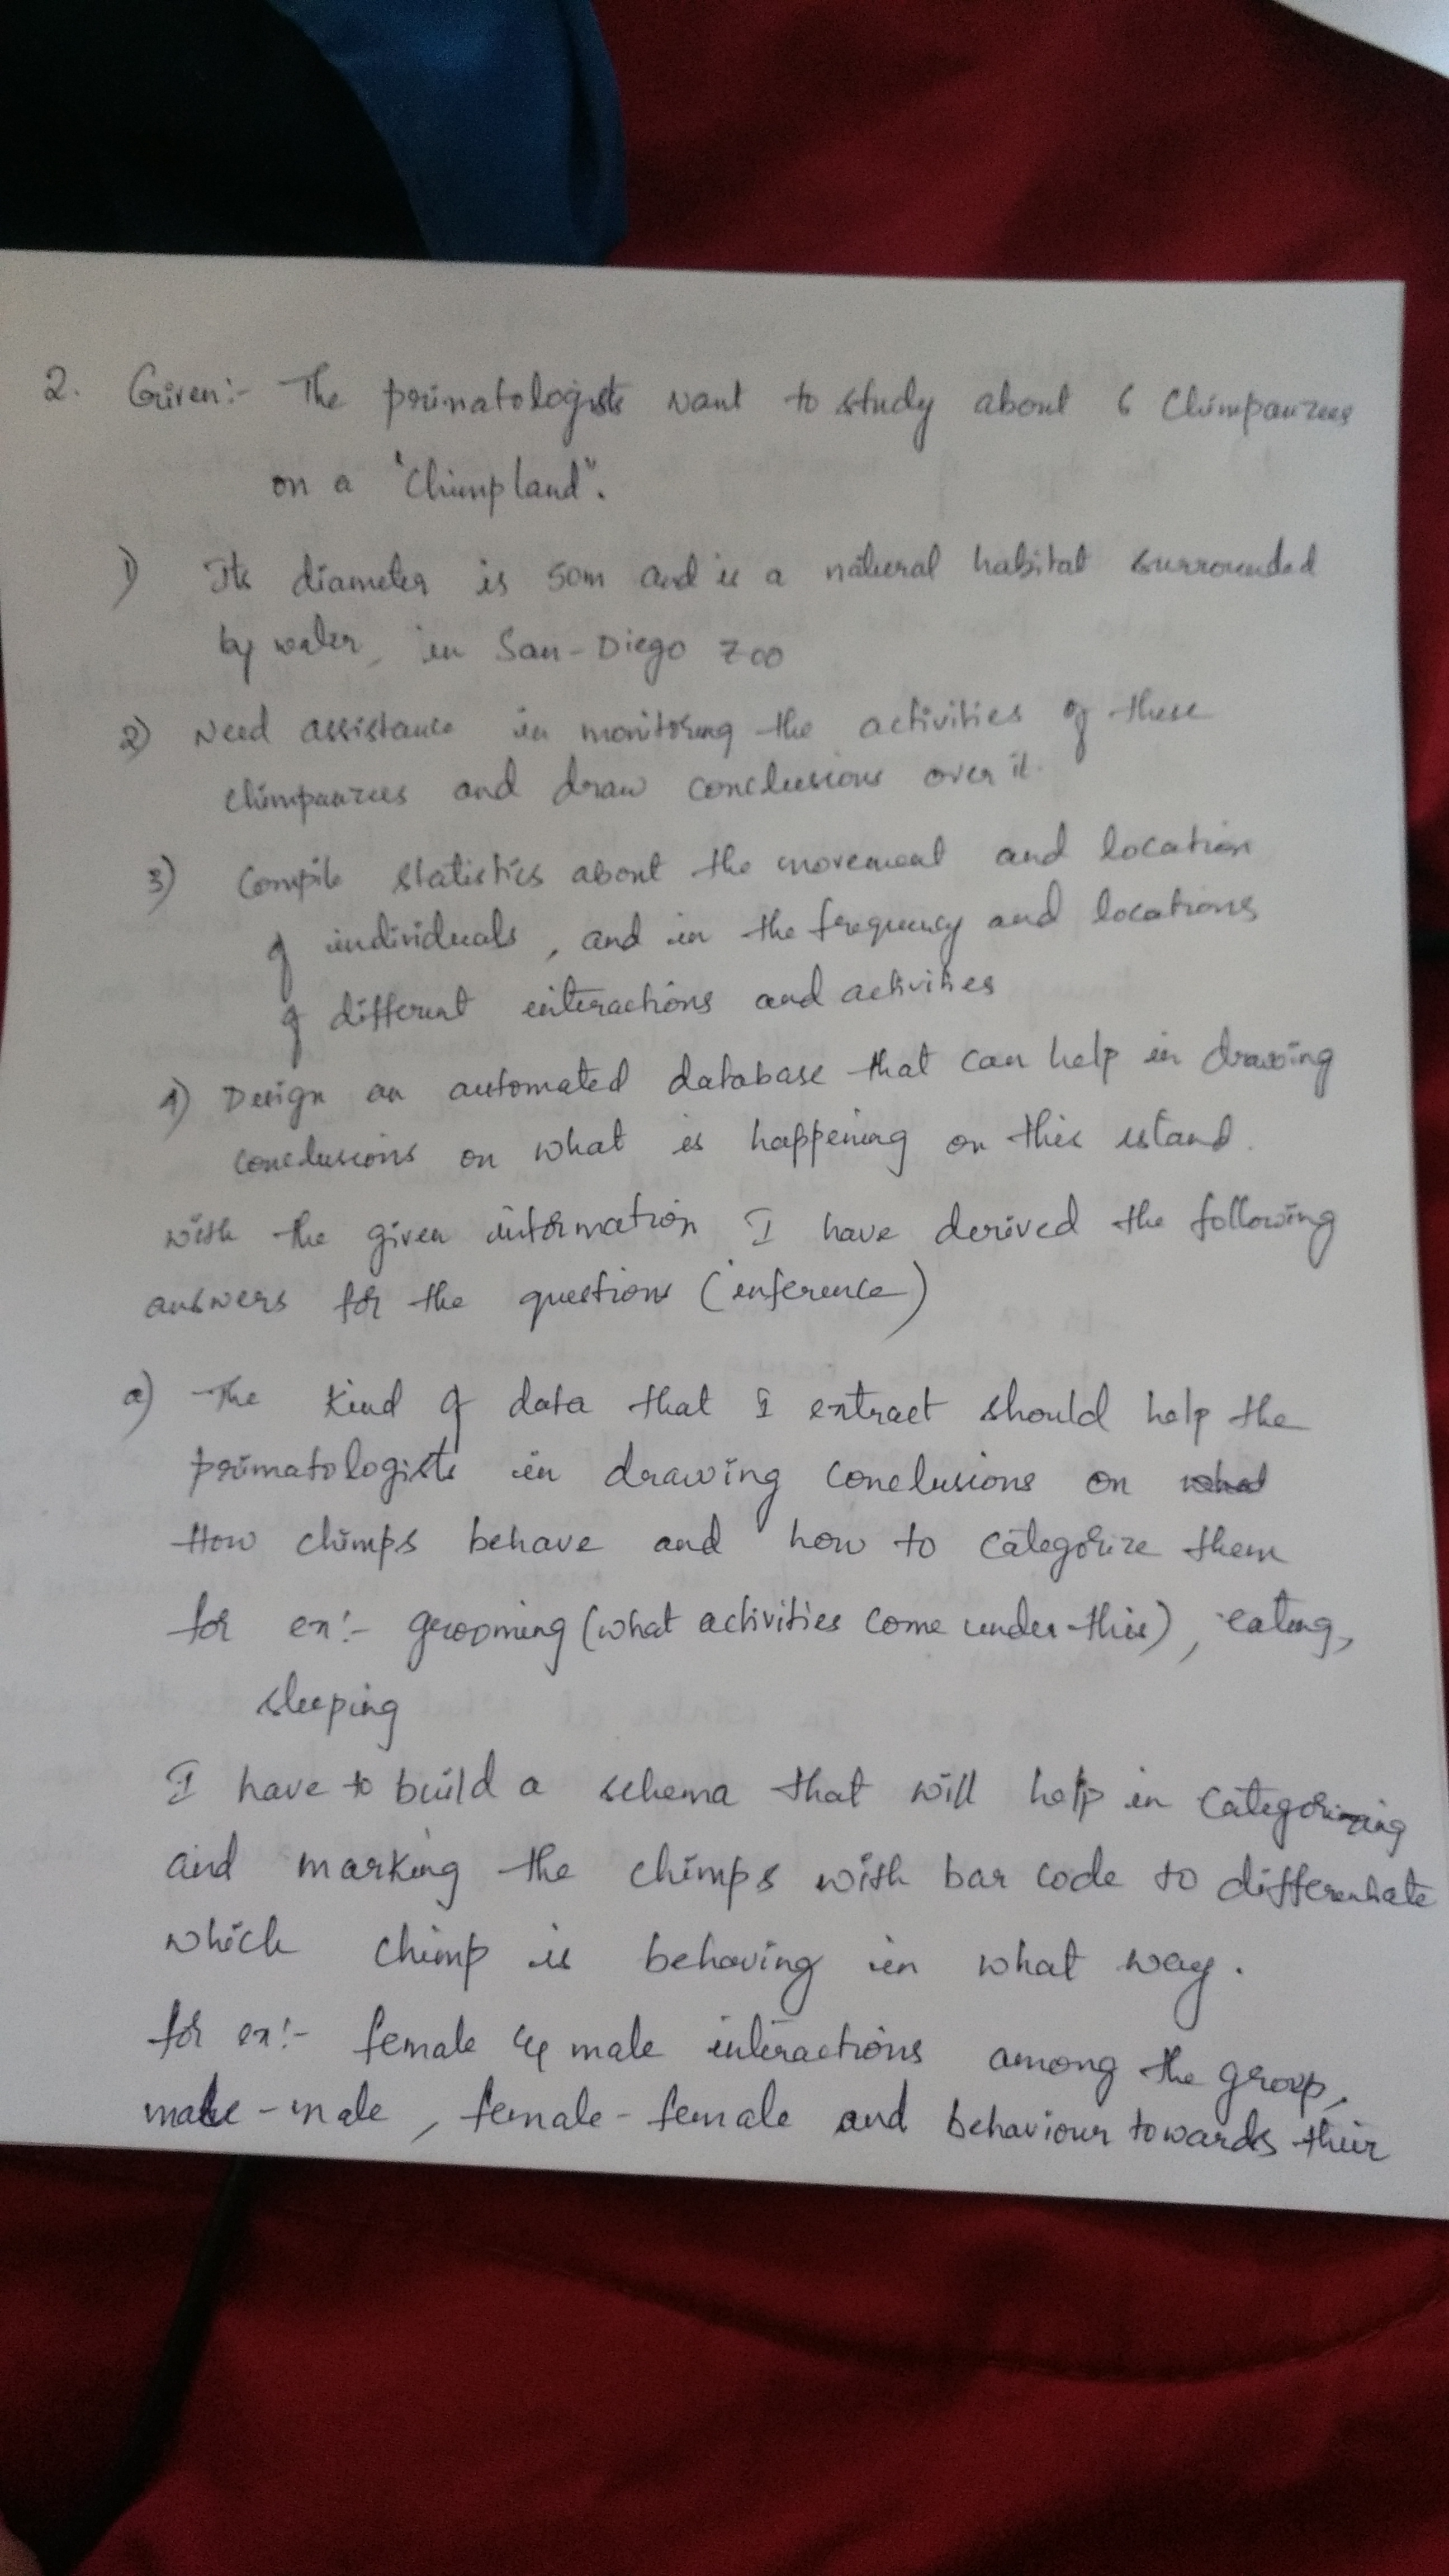 2. Given:- The primatologists want to study about 6 Chimpanzees
on a "Chimpland".
1) Its diameter is 50m and is a natural habitat surrounded
by water, in San-Diego zoo
2) Need assistance in monitoring the activities of these
chimpanzees and draw conclusions over it.
3) Compile statistics about the movement and location
of individuals, and in the frequency and locations
of different interactions and activities
4) Design an automated database that can help in drawing
conclusions on what is happening on this island.
with the given information I have derived the following
answers for the questions (inference)
a) The kind of data that I extract should help the
primatologists in drawing conclusions on
How chimps behave and how to categorize them
for ex:- grooming (what activities come under this), eating,
sleeping
I have to build a schema that will help in categorizing
and marking the chimps with bar code to differentiate
which chimp is behaving in what way.
for ex:- female & male interactions among the group,
male-male, female-female and behaviour towards their